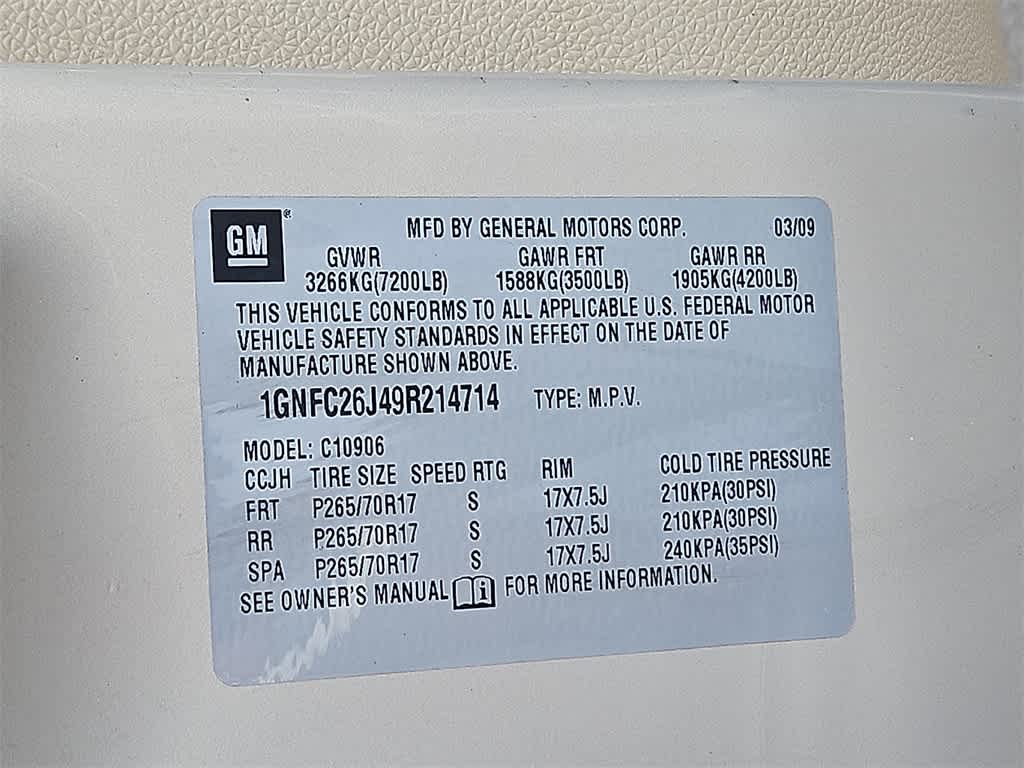 GM®
MFD BY GENERAL MOTORS CORP. 03/09
GVWR GAWR FRT GAWR RR
3266KG(7200LB) 1588KG(3500LB) 1905KG(4200LB)
THIS VEHICLE CONFORMS TO ALL APPLICABLE U.S. FEDERAL MOTOR
VEHICLE SAFETY STANDARDS IN EFFECT ON THE DATE OF
MANUFACTURE SHOWN ABOVE.
1GNFC26J49R214714 TYPE: M.P.V.
MODEL: C10906
CCJH TIRE SIZE SPEED RTG RIM COLD TIRE PRESSURE
FRT P265/70R17 S 17X7.5J 210KPA(30PSI)
RR P265/70R17 S 17X7.5J 210KPA(30PSI)
SPA P265/70R17 S 17X7.5J 240KPA(35PSI)
SEE OWNER'S MANUAL i FOR MORE INFORMATION.